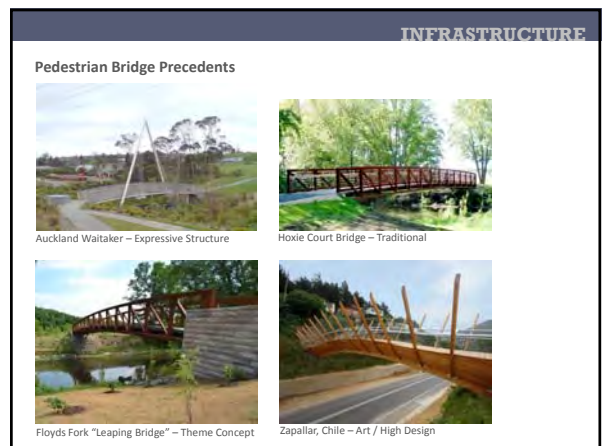 INFRASTRUCTURE
Pedestrian Bridge Precedents
Auckland Waitaker – Expressive Structure
Hoxie Court Bridge – Traditional
Floyds Fork “Leaping Bridge” – Theme Concept
Zapallar, Chile – Art / High Design